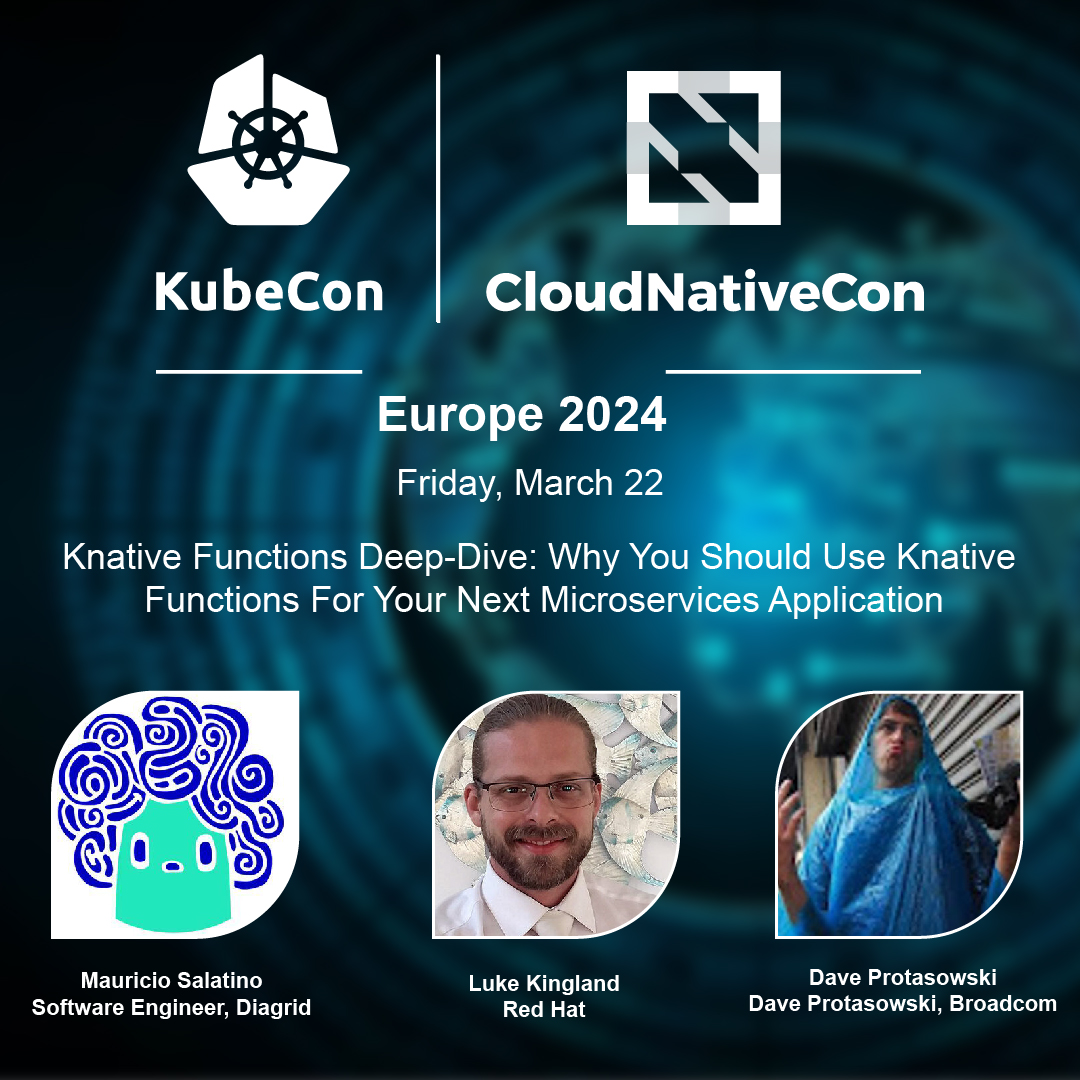 KubeCon
CloudNativeCon
Europe 2024
Friday, March 22
Knative Functions Deep-Dive: Why You Should Use Knative
Functions For Your Next Microservices Application
Mauricio Salatino
Software Engineer, Diagrid
Luke Kingland
Red Hat
Dave Protasowski
Dave Protasowski, Broadcom